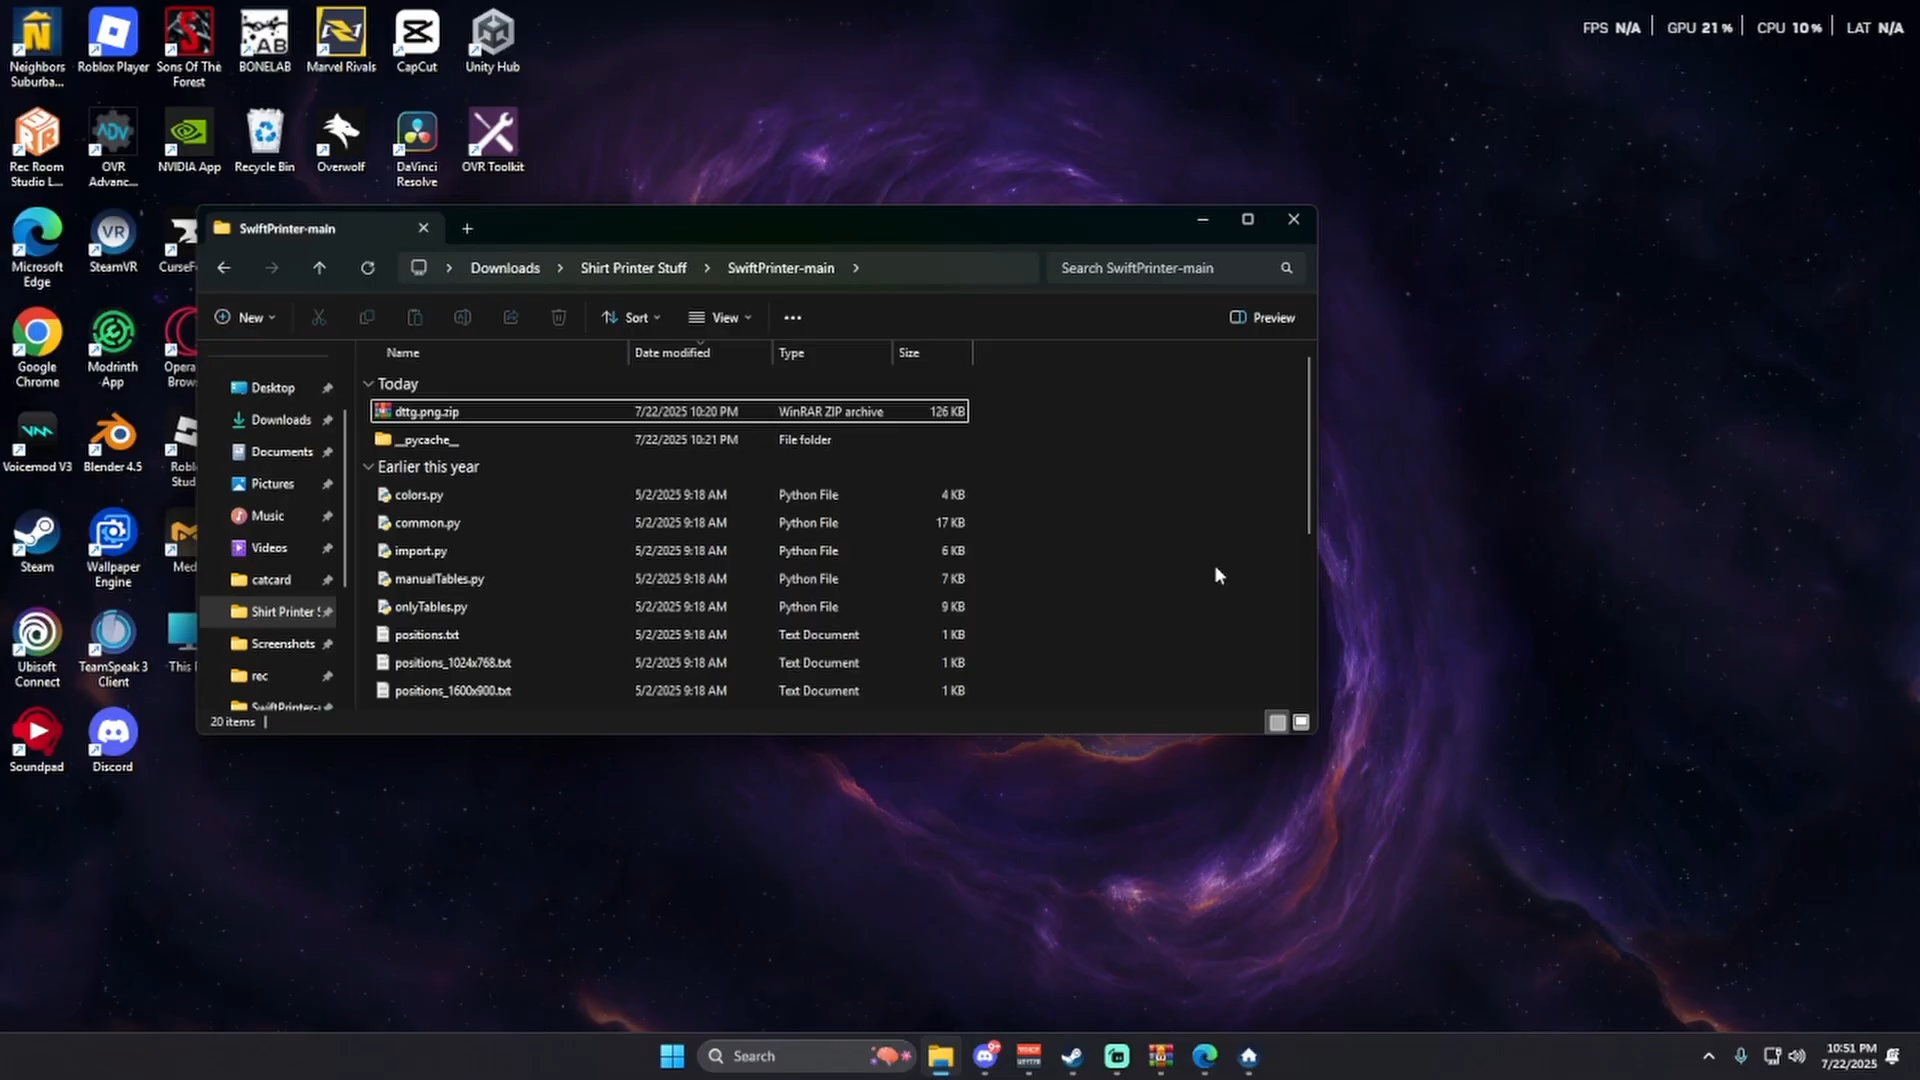 FPS N/A | GPU 21 % | CPU 10 % | LAT N/A
Neighbors Suburba...
Roblox Player
Sons Of The Forest
BONELAB
Marvel Rivals
CapCut
Unity Hub
Rec Room Studio L...
OVR Advanc...
NVIDIA App
Recycle Bin
Overwolf
DaVinci Resolve
OVR Toolkit
Microsoft Edge
SteamVR
CurseF
Google Chrome
Modrinth App
Opera
Brow
Voicemod V3
Blender 4.5
Robl
Stud
Steam
Wallpaper Engine
Med
Ubisoft Connect
TeamSpeak 3 Client
This
Soundpad
Discord
SwiftPrinter-main
Downloads > Shirt Printer Stuff > SwiftPrinter-main >
Search SwiftPrinter-main
New
Sort
View
Preview
Desktop
Downloads
Documents
Pictures
Music
Videos
catcard
Shirt Printer S
Screenshots
rec
SwiftPrinter-
Name Date modified Type Size
Today
dttg.png.zip 7/22/2025 10:20 PM WinRAR ZIP archive 126 KB
__pycache__ 7/22/2025 10:21 PM File folder
Earlier this year
colors.py 5/2/2025 9:18 AM Python File 4 KB
common.py 5/2/2025 9:18 AM Python File 17 KB
import.py 5/2/2025 9:18 AM Python File 6 KB
manualTables.py 5/2/2025 9:18 AM Python File 7 KB
onlyTables.py 5/2/2025 9:18 AM Python File 9 KB
positions.txt 5/2/2025 9:18 AM Text Document 1 KB
positions_1024x768.txt 5/2/2025 9:18 AM Text Document 1 KB
positions_1600x900.txt 5/2/2025 9:18 AM Text Document 1 KB
20 items
Search
10:51 PM
7/22/2025